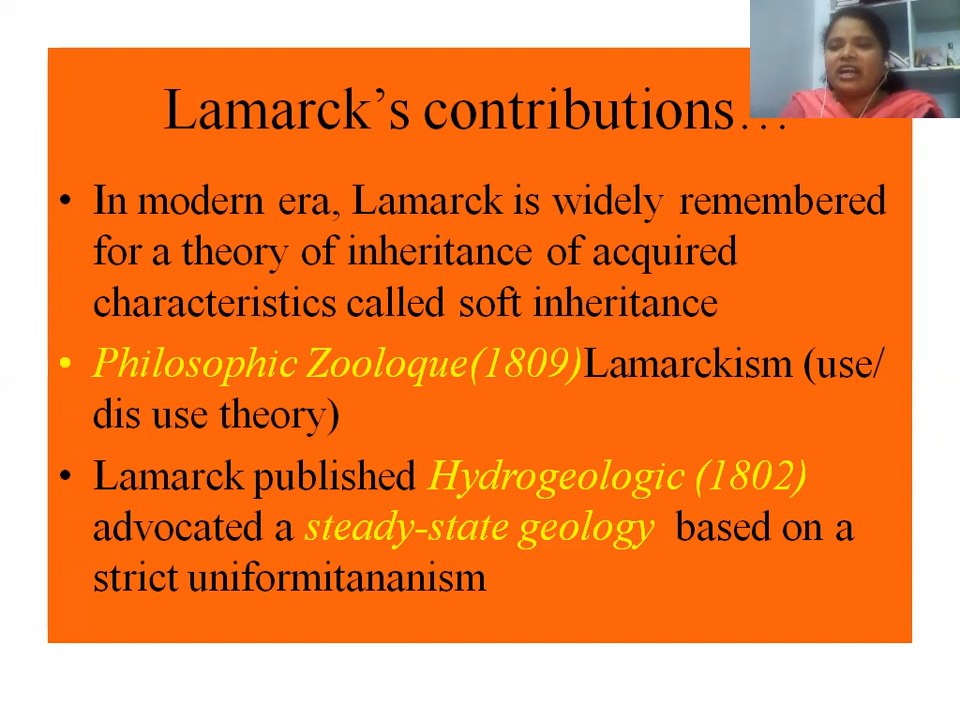 Lamarck's contributions…
• In modern era, Lamarck is widely remembered
for a theory of inheritance of acquired
characteristics called soft inheritance
• Philosophic Zooloque(1809)Lamarckism (use/
dis use theory)
• Lamarck published Hydrogeologic (1802)
advocated a steady-state geology based on a
strict uniformitananism